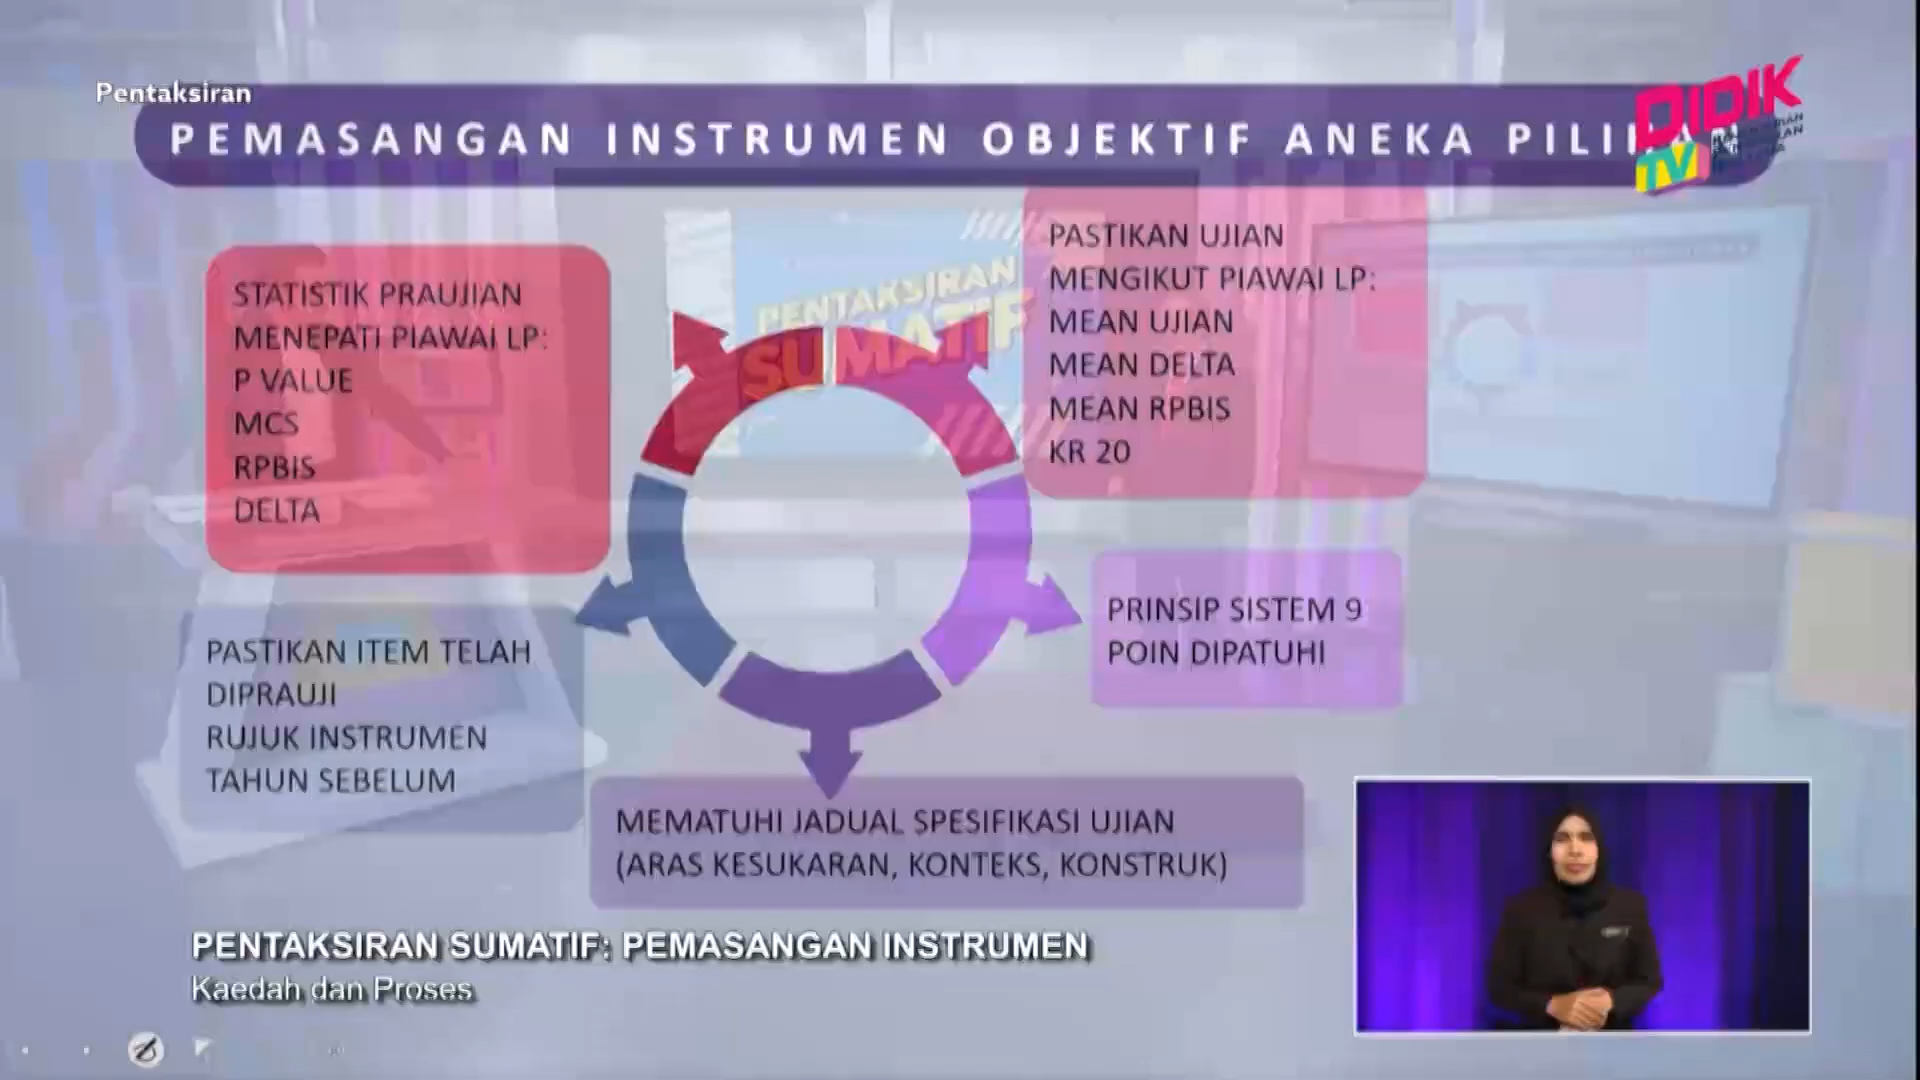 Pentaksiran
PEMASANGAN INSTRUMEN OBJEKTIF ANEKA
DIDIK
TV
STATISTIK PRAUJIAN
MENEPATI PIAWAI LP:
P VALUE
MCS
RPBIS
DELTA
PENTAKSIRAN
SUMATIF
PASTIKAN UJIAN
MENGIKUT PIAWAI LP:
MEAN UJIAN
MEAN DELTA
MEAN RPBIS
KR 20
PRINSIP SISTEM 9
POIN DIPATUHI
PASTIKAN ITEM TELAH
DIPRAUJI
RUJUK INSTRUMEN
TAHUN SEBELUM
MEMATUHI JADUAL SPESIFIKASI UJIAN
(ARAS KESUKARAN, KONTEKS, KONSTRUK)
PENTAKSIRAN SUMATIF: PEMASANGAN INSTRUMEN
Kaedah dan Proses